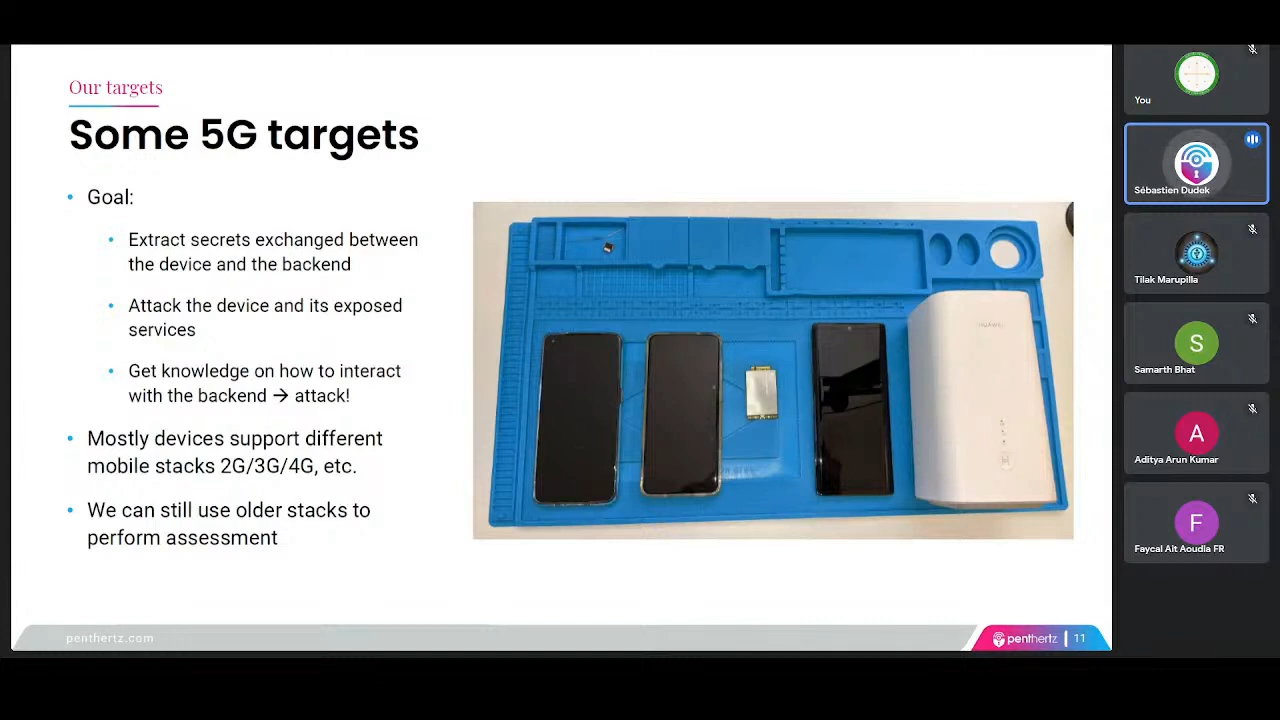 Our targets
Some 5G targets
• Goal:
• Extract secrets exchanged between
the device and the backend
• Attack the device and its exposed
services
• Get knowledge on how to interact
with the backend → attack!
• Mostly devices support different
mobile stacks 2G/3G/4G, etc.
• We can still use older stacks to
perform assessment
HUAWEI
penthertz.com
penthertz | 11
You
Sébastien Dudek
Tilak Marupilla
S
Samarth Bhat
A
Aditya Arun Kumar
F
Faycal Aït Aoudia FR